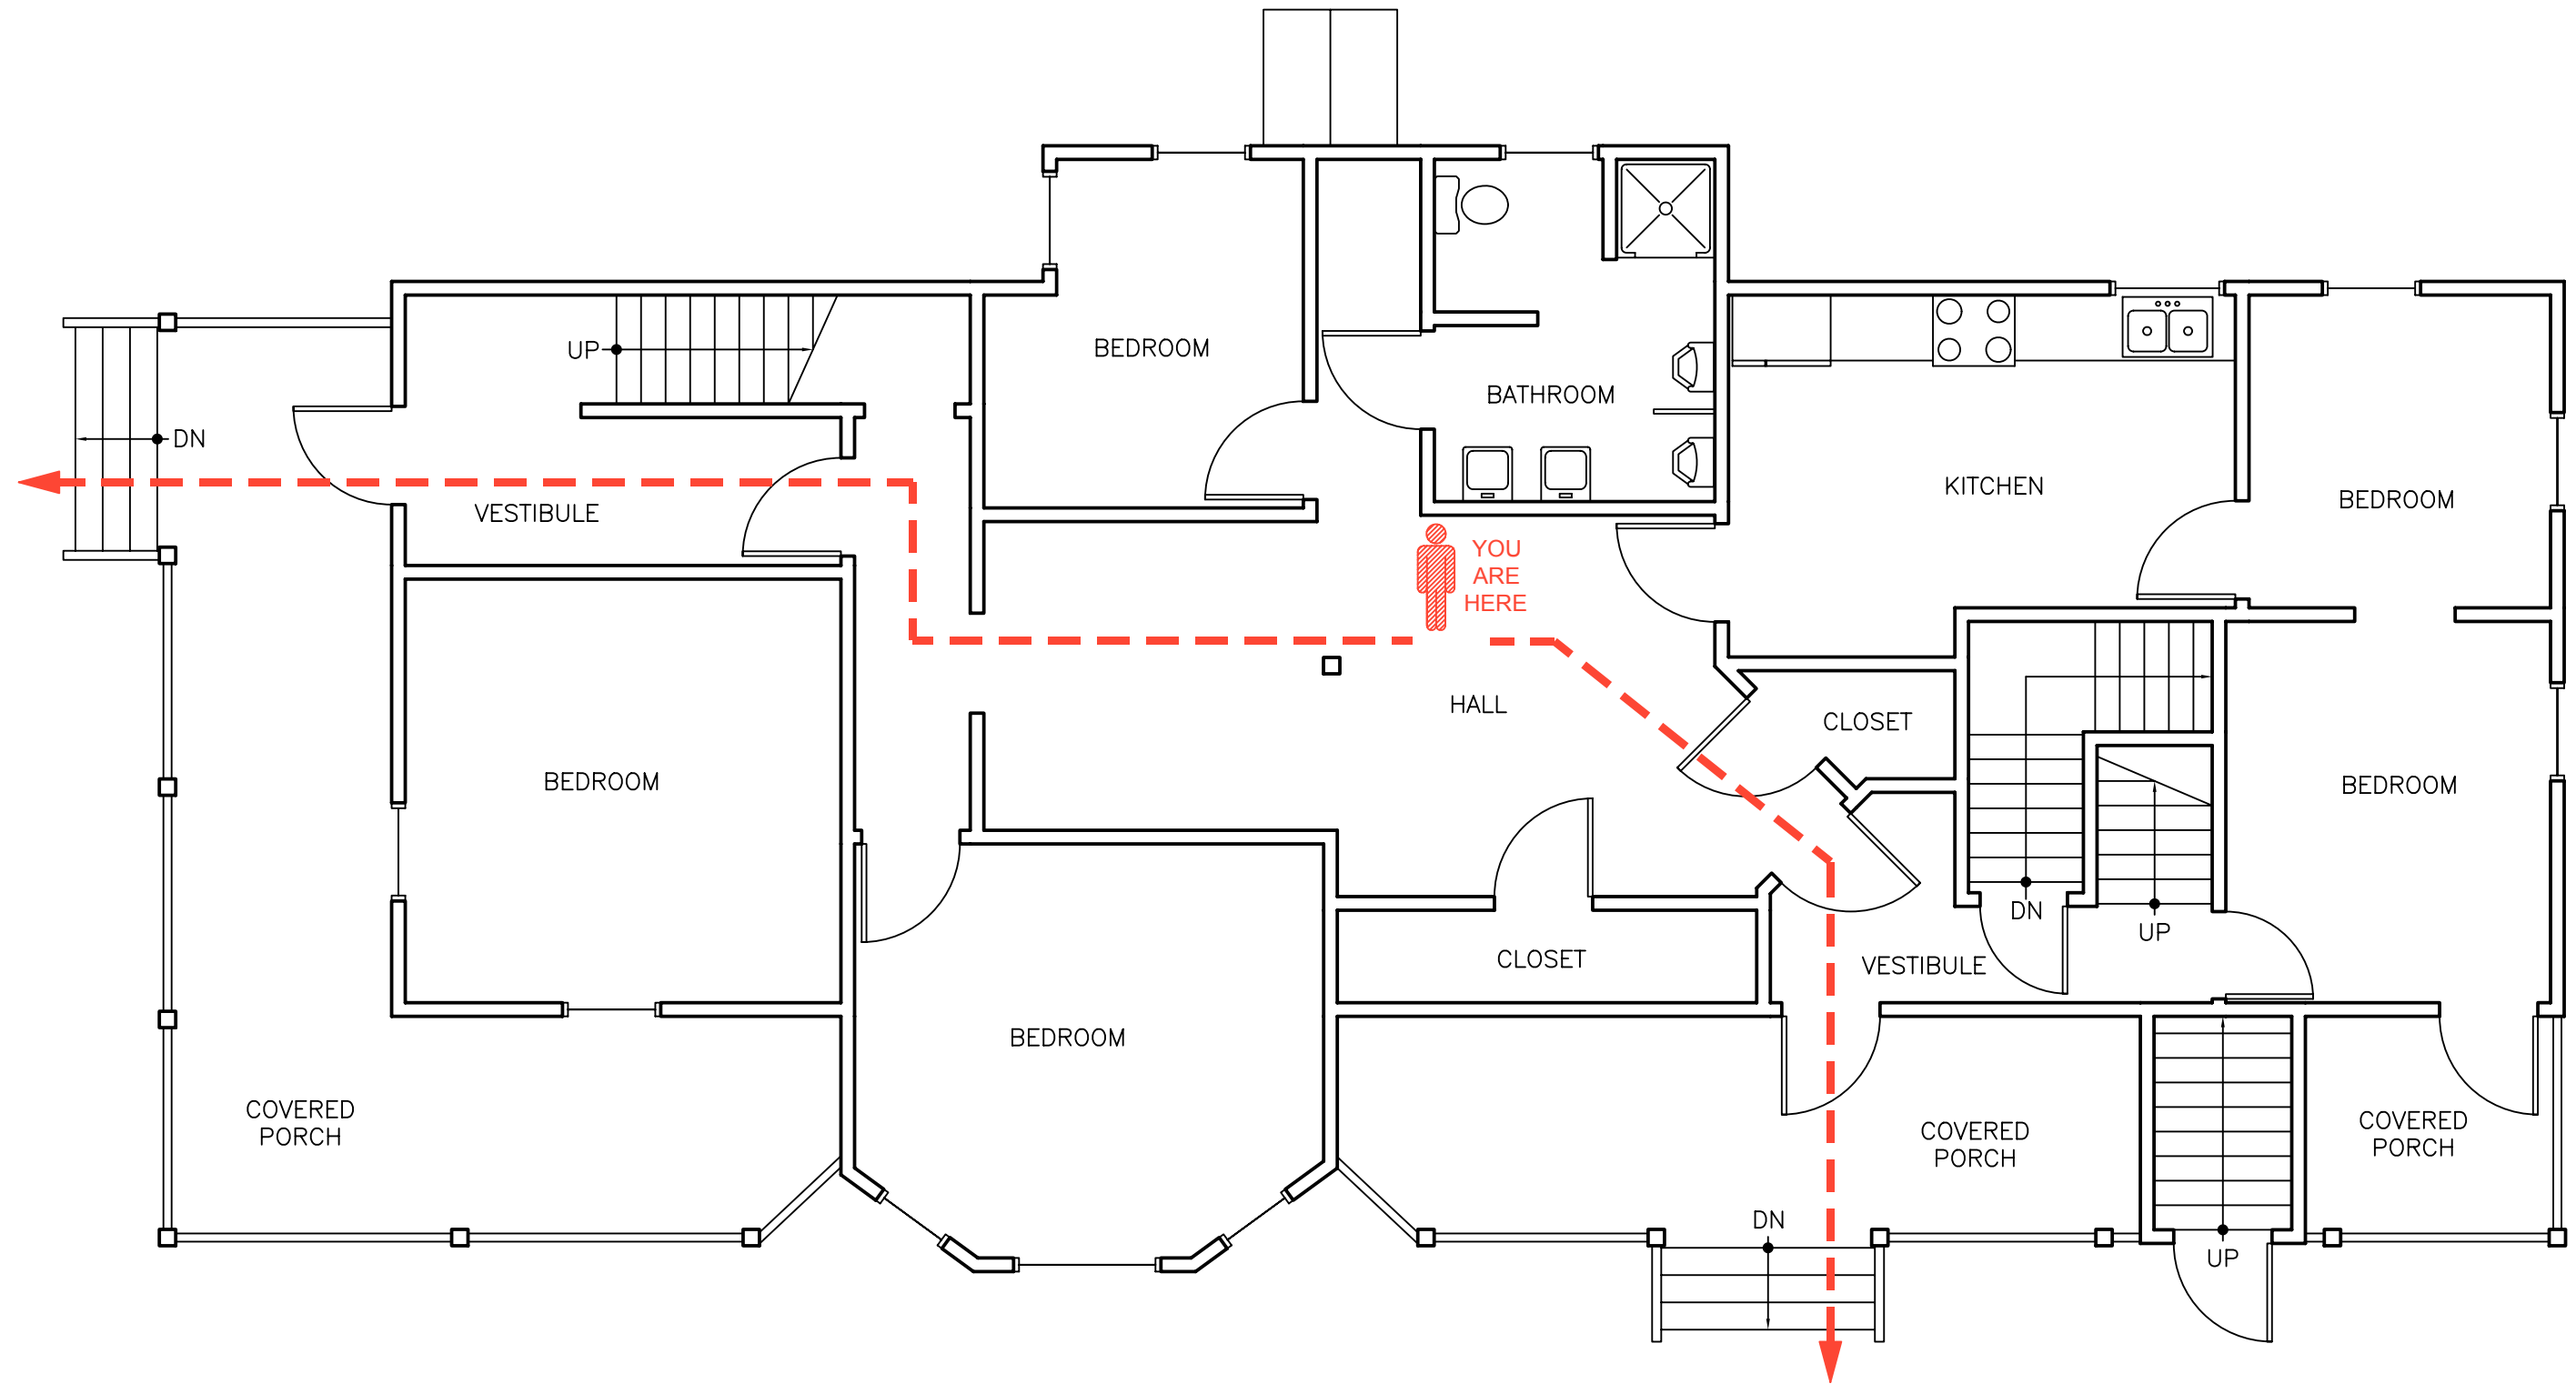 UP
BEDROOM
BATHROOM
DN
VESTIBULE
KITCHEN
BEDROOM
YOU
ARE
HERE
HALL
CLOSET
BEDROOM
BEDROOM
DN
UP
CLOSET
VESTIBULE
BEDROOM
COVERED
PORCH
COVERED
PORCH
COVERED
PORCH
DN
UP